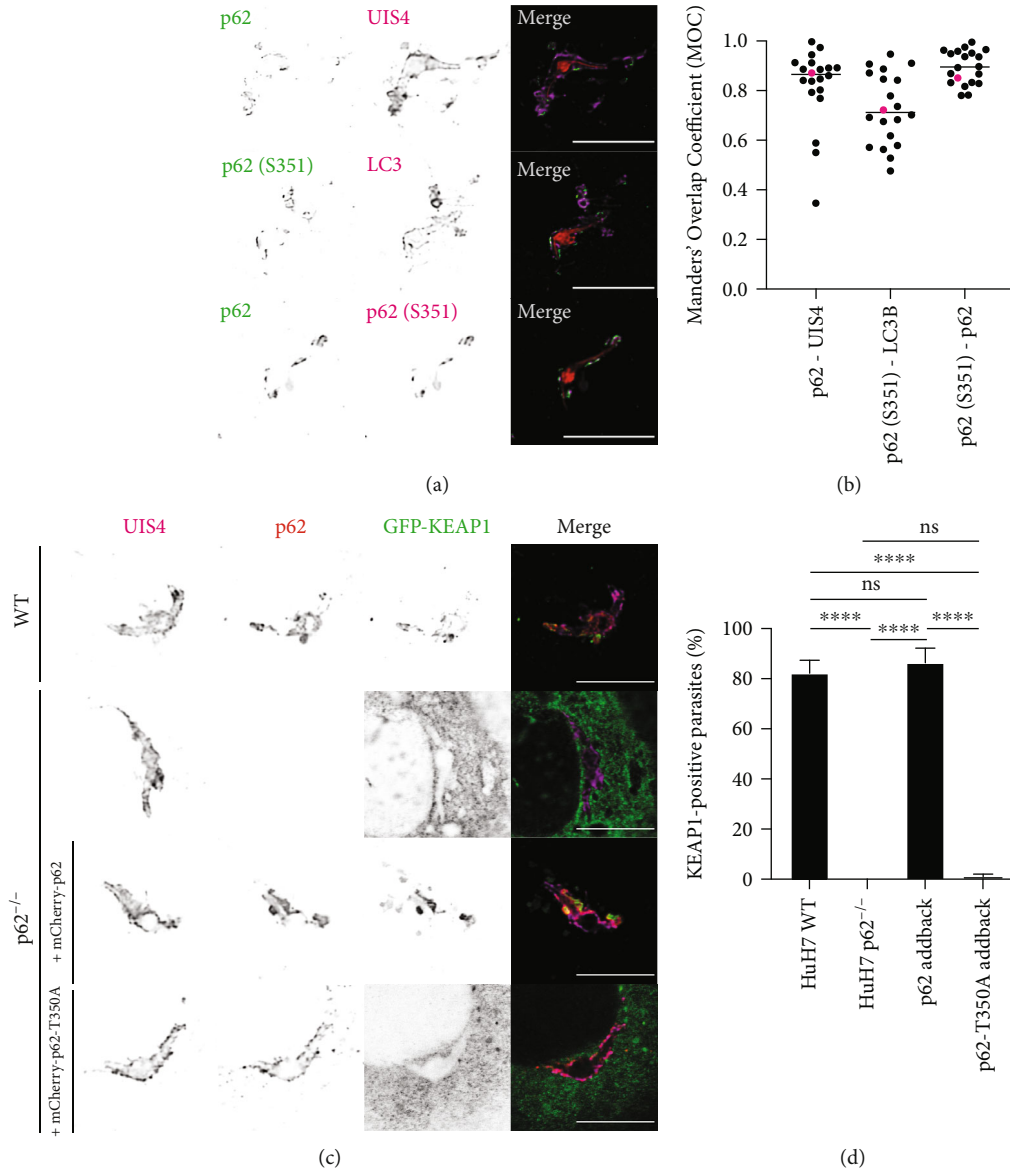 p62 UIS4 Merge
p62 (S351) LC3 Merge
p62 p62 (S351) Merge
(a)
Manders' Overlap Coefficient (MOC)
1.0
0.8
0.6
0.4
0.2
0.0
p62 - UIS4
p62 (S351) - LC3B
p62 (S351) - p62
(b)
UIS4 p62 GFP-KEAP1 Merge
WT
p62−/−
+ mCherry-p62
+ mCherry-p62-T350A
(c)
ns
****
ns
**** **** ****
KEAP1-positive parasites (%)
100
80
60
40
20
0
HuH7 WT
HuH7 p62−/−
p62 addback
p62-T350A addback
(d)